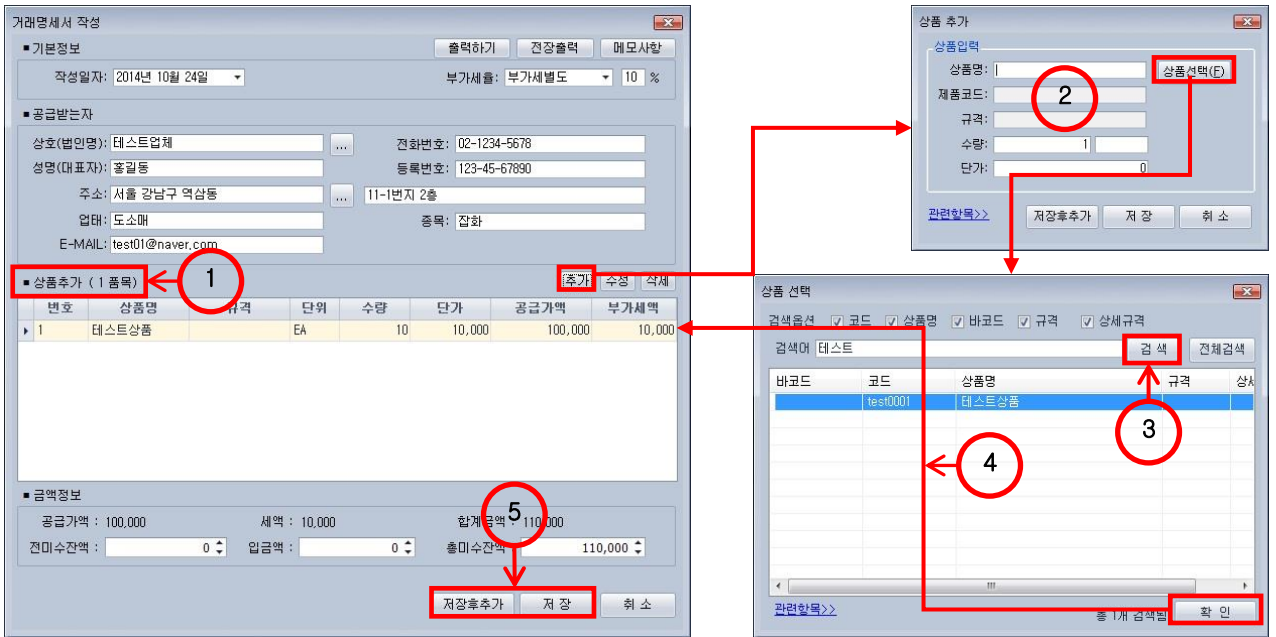 거래명세서 작성
■ 기본정보
출력하기 전장출력 메모사항
작성일자: 2014년 10월 24일 부가세율: 부가세별도 10 %
■ 공급받는자
상호(법인명): 테스트업체 ... 전화번호: 02-1234-5678
성명(대표자): 홍길동 등록번호: 123-45-67890
주소: 서울 강남구 역삼동 ... 11-1번지 2층
업태: 도소매 종목: 잡화
E-MAIL: test01@naver.com
■ 상품추가 ( 1 품목) 1 추가 수정 삭제
번호 상품명 규격 단위 수량 단가 공급가액 부가세액
1 테스트상품 EA 10 10,000 100,000 10,000
■ 금액정보
공급가액 : 100,000 세액 : 10,000 합계금액 : 110,000
5
전미수잔액 : 0 입금액 : 0 총미수잔액 : 110,000
저장후추가 저 장 취 소
상품 추가
상품입력
상품명: 상품선택(F)
제품코드: 2
규격:
수량: 1
단가: 0
관련항목>> 저장후추가 저 장 취 소
상품 선택
검색옵션 코드 상품명 바코드 규격 상세규격
검색어 테스트 검 색 전체검색
바코드 코드 상품명 규격
test0001 테스트상품
3
4
관련항목>> 총 1개 검색됨 확 인